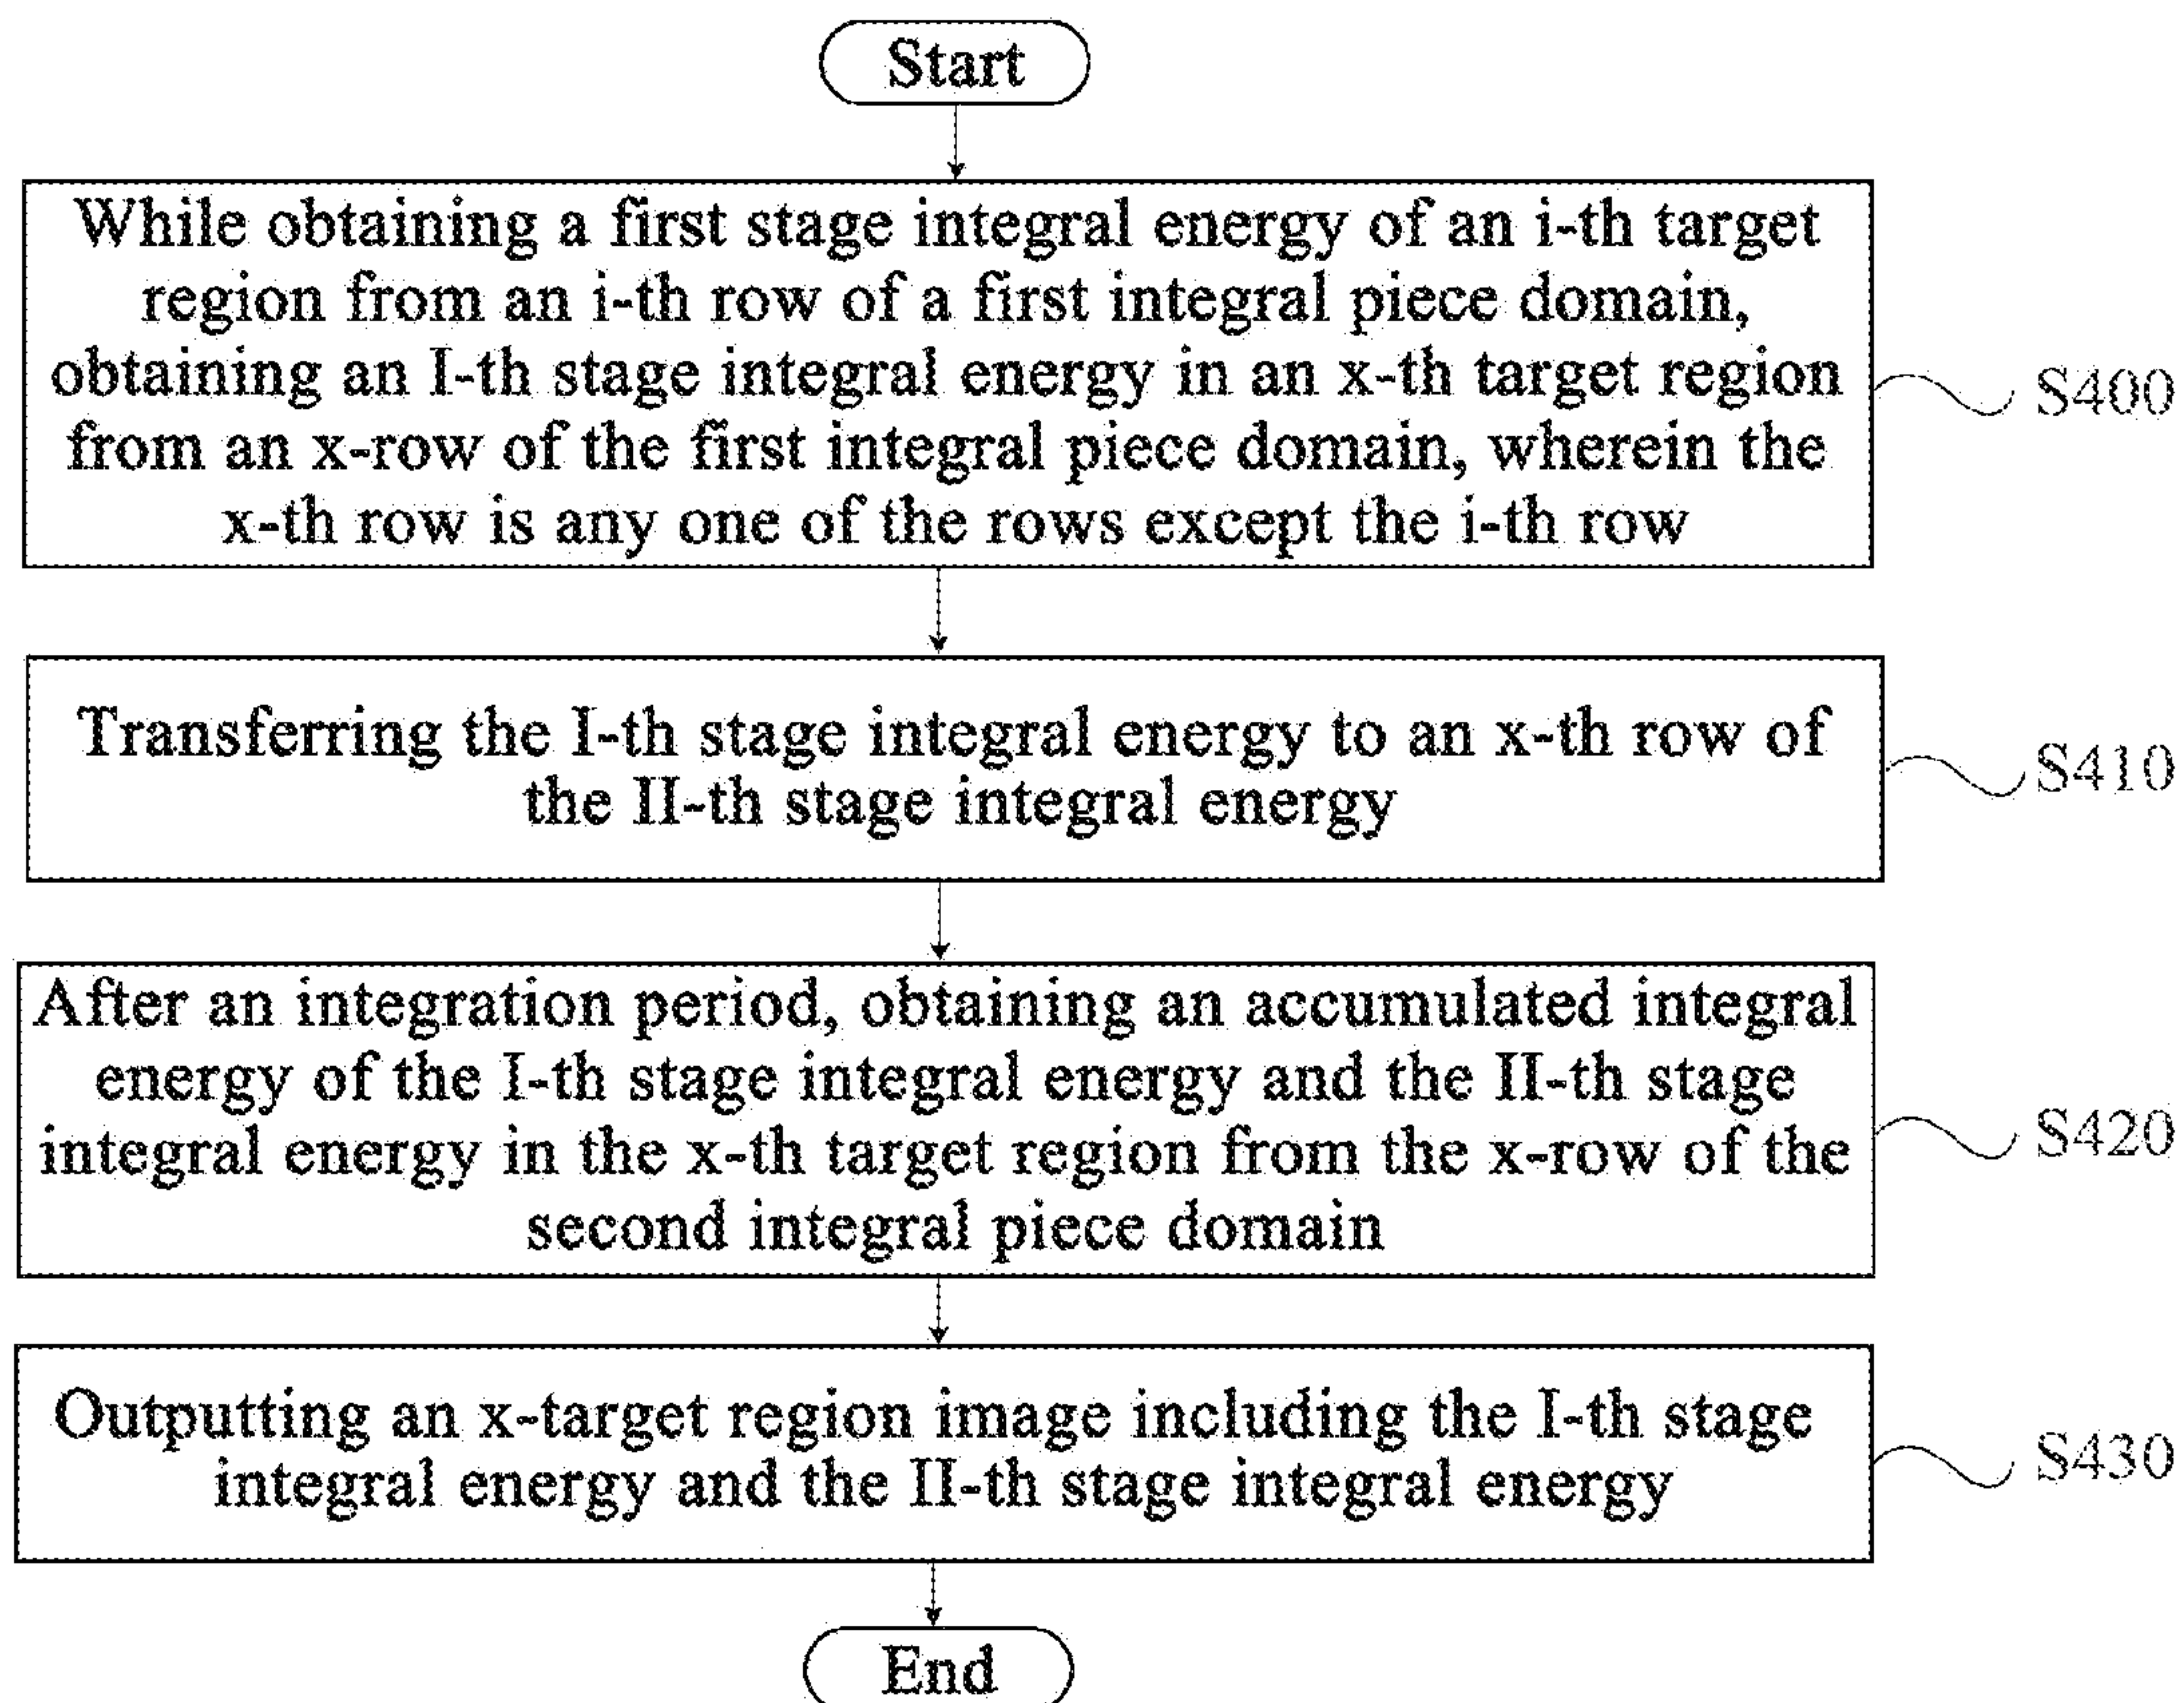 Start
While obtaining a first stage integral energy of an i-th target
region from an i-th row of a first integral piece domain,
obtaining an I-th stage integral energy in an x-th target region
from an x-row of the first integral piece domain, wherein the
x-th row is any one of the rows except the i-th row
S400
Transferring the I-th stage integral energy to an x-th row of
the II-th stage integral energy
S410
After an integration period, obtaining an accumulated integral
energy of the I-th stage integral energy and the II-th stage
integral energy in the x-th target region from the x-row of the
second integral piece domain
S420
Outputting an x-target region image including the I-th stage
integral energy and the II-th stage integral energy
S430
End